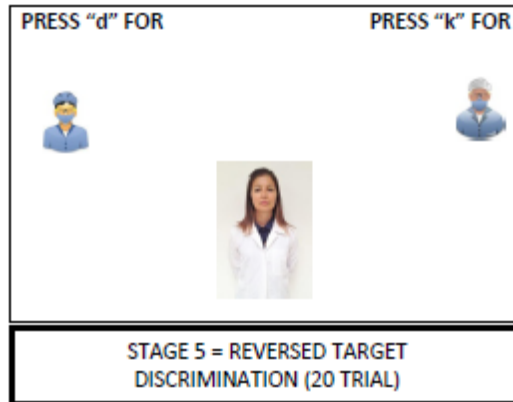 PRESS “d” FOR
PRESS “k” FOR
STAGE 5 = REVERSED TARGET
DISCRIMINATION (20 TRIAL)